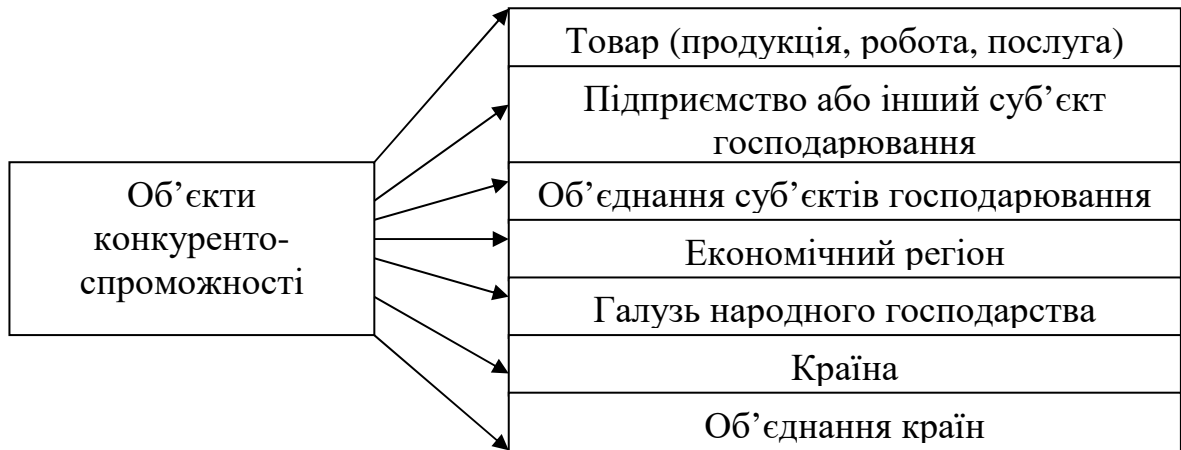 Об’єкти
конкуренто-
спроможності
Товар (продукція, робота, послуга)
Підприємство або інший суб’єкт
господарювання
Об’єднання суб’єктів господарювання
Економічний регіон
Галузь народного господарства
Країна
Об’єднання країн